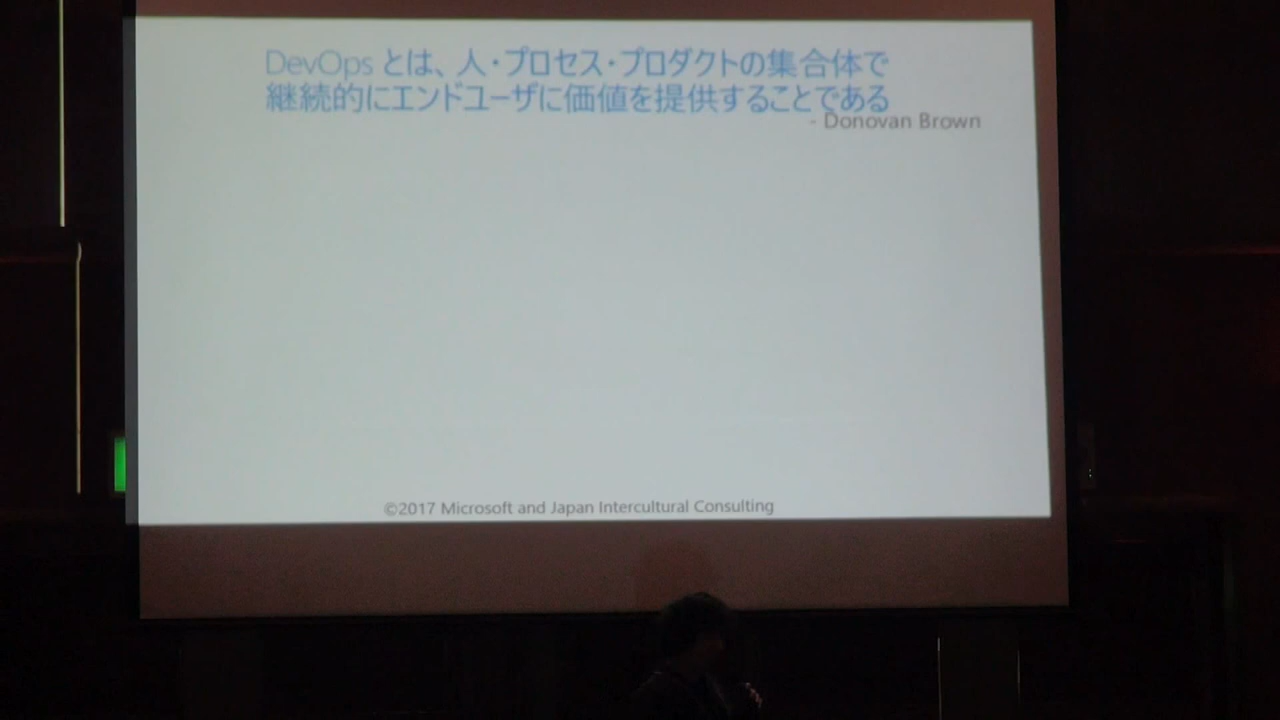 DevOps とは、人・プロセス・プロダクトの集合体で
継続的にエンドユーザに価値を提供することである
- Donovan Brown
©2017 Microsoft and Japan Intercultural Consulting